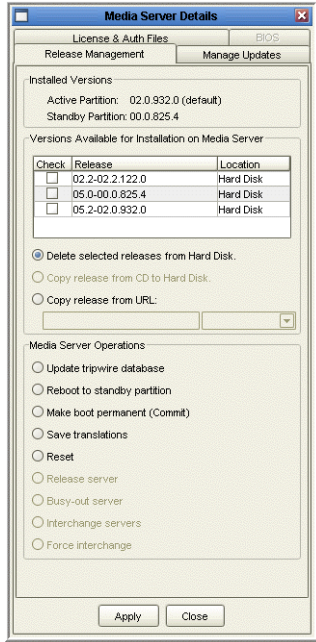 Media Server Details
License & Auth Files BIOS
Release Management Manage Updates
Installed Versions
Active Partition: 02.0.932.0 (default)
Standby Partition: 00.0.825.4
Versions Available for Installation on Media Server
Check Release Location
02.2-02.2.122.0 Hard Disk
05.0-00.0.825.4 Hard Disk
05.2-02.0.932.0 Hard Disk
Delete selected releases from Hard Disk.
Copy release from CD to Hard Disk.
Copy release from URL:
Media Server Operations
Update tripwire database
Reboot to standby partition
Make boot permanent (Commit)
Save translations
Reset
Release server
Busy-out server
Interchange servers
Force interchange
Apply Close